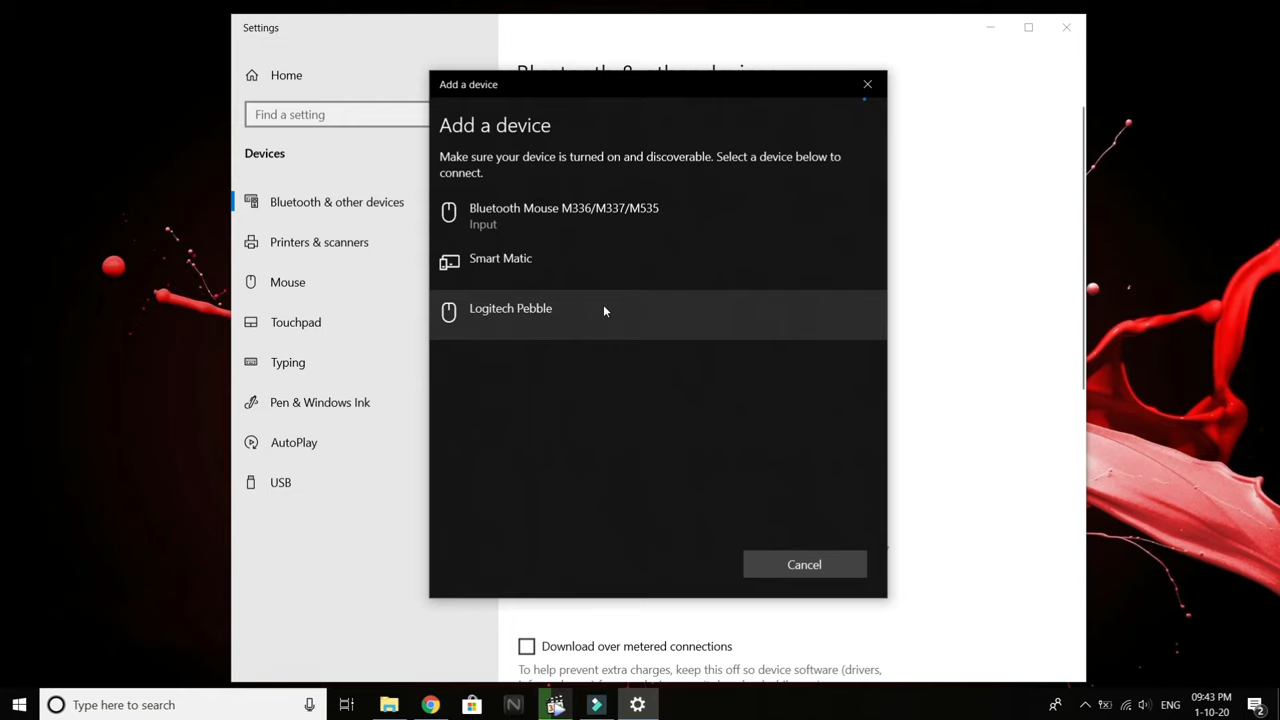 Settings
Home
Find a setting
Devices
Bluetooth & other devices
Printers & scanners
Mouse
Touchpad
Typing
Pen & Windows Ink
AutoPlay
USB
Add a device
Add a device
Make sure your device is turned on and discoverable. Select a device below to
connect.
Bluetooth Mouse M336/M337/M535
Input
Smart Matic
Logitech Pebble
Cancel
Download over metered connections
To help prevent extra charges, keep this off so device software (drivers,
Type here to search
ENG
09:43 PM
1-10-20
2